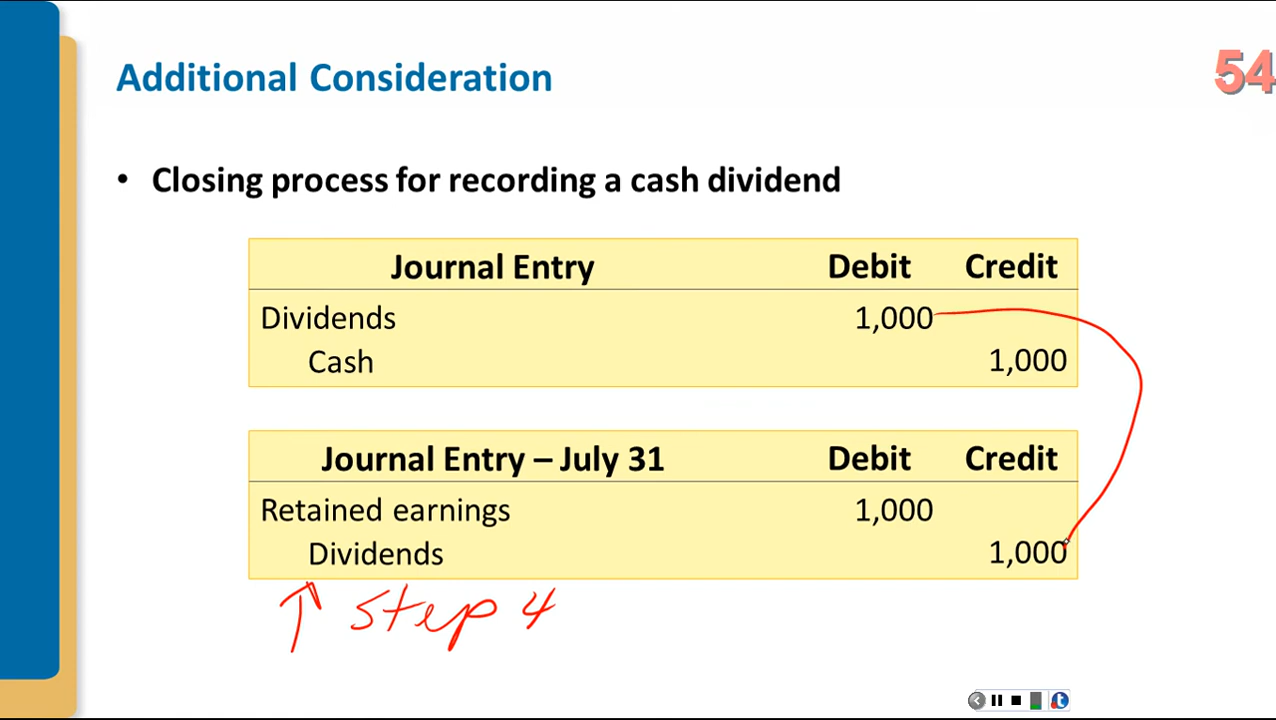 Additional Consideration
54
• Closing process for recording a cash dividend
Journal Entry Debit Credit
Dividends 1,000
Cash 1,000
Journal Entry – July 31 Debit Credit
Retained earnings 1,000
Dividends 1,000
Step 4